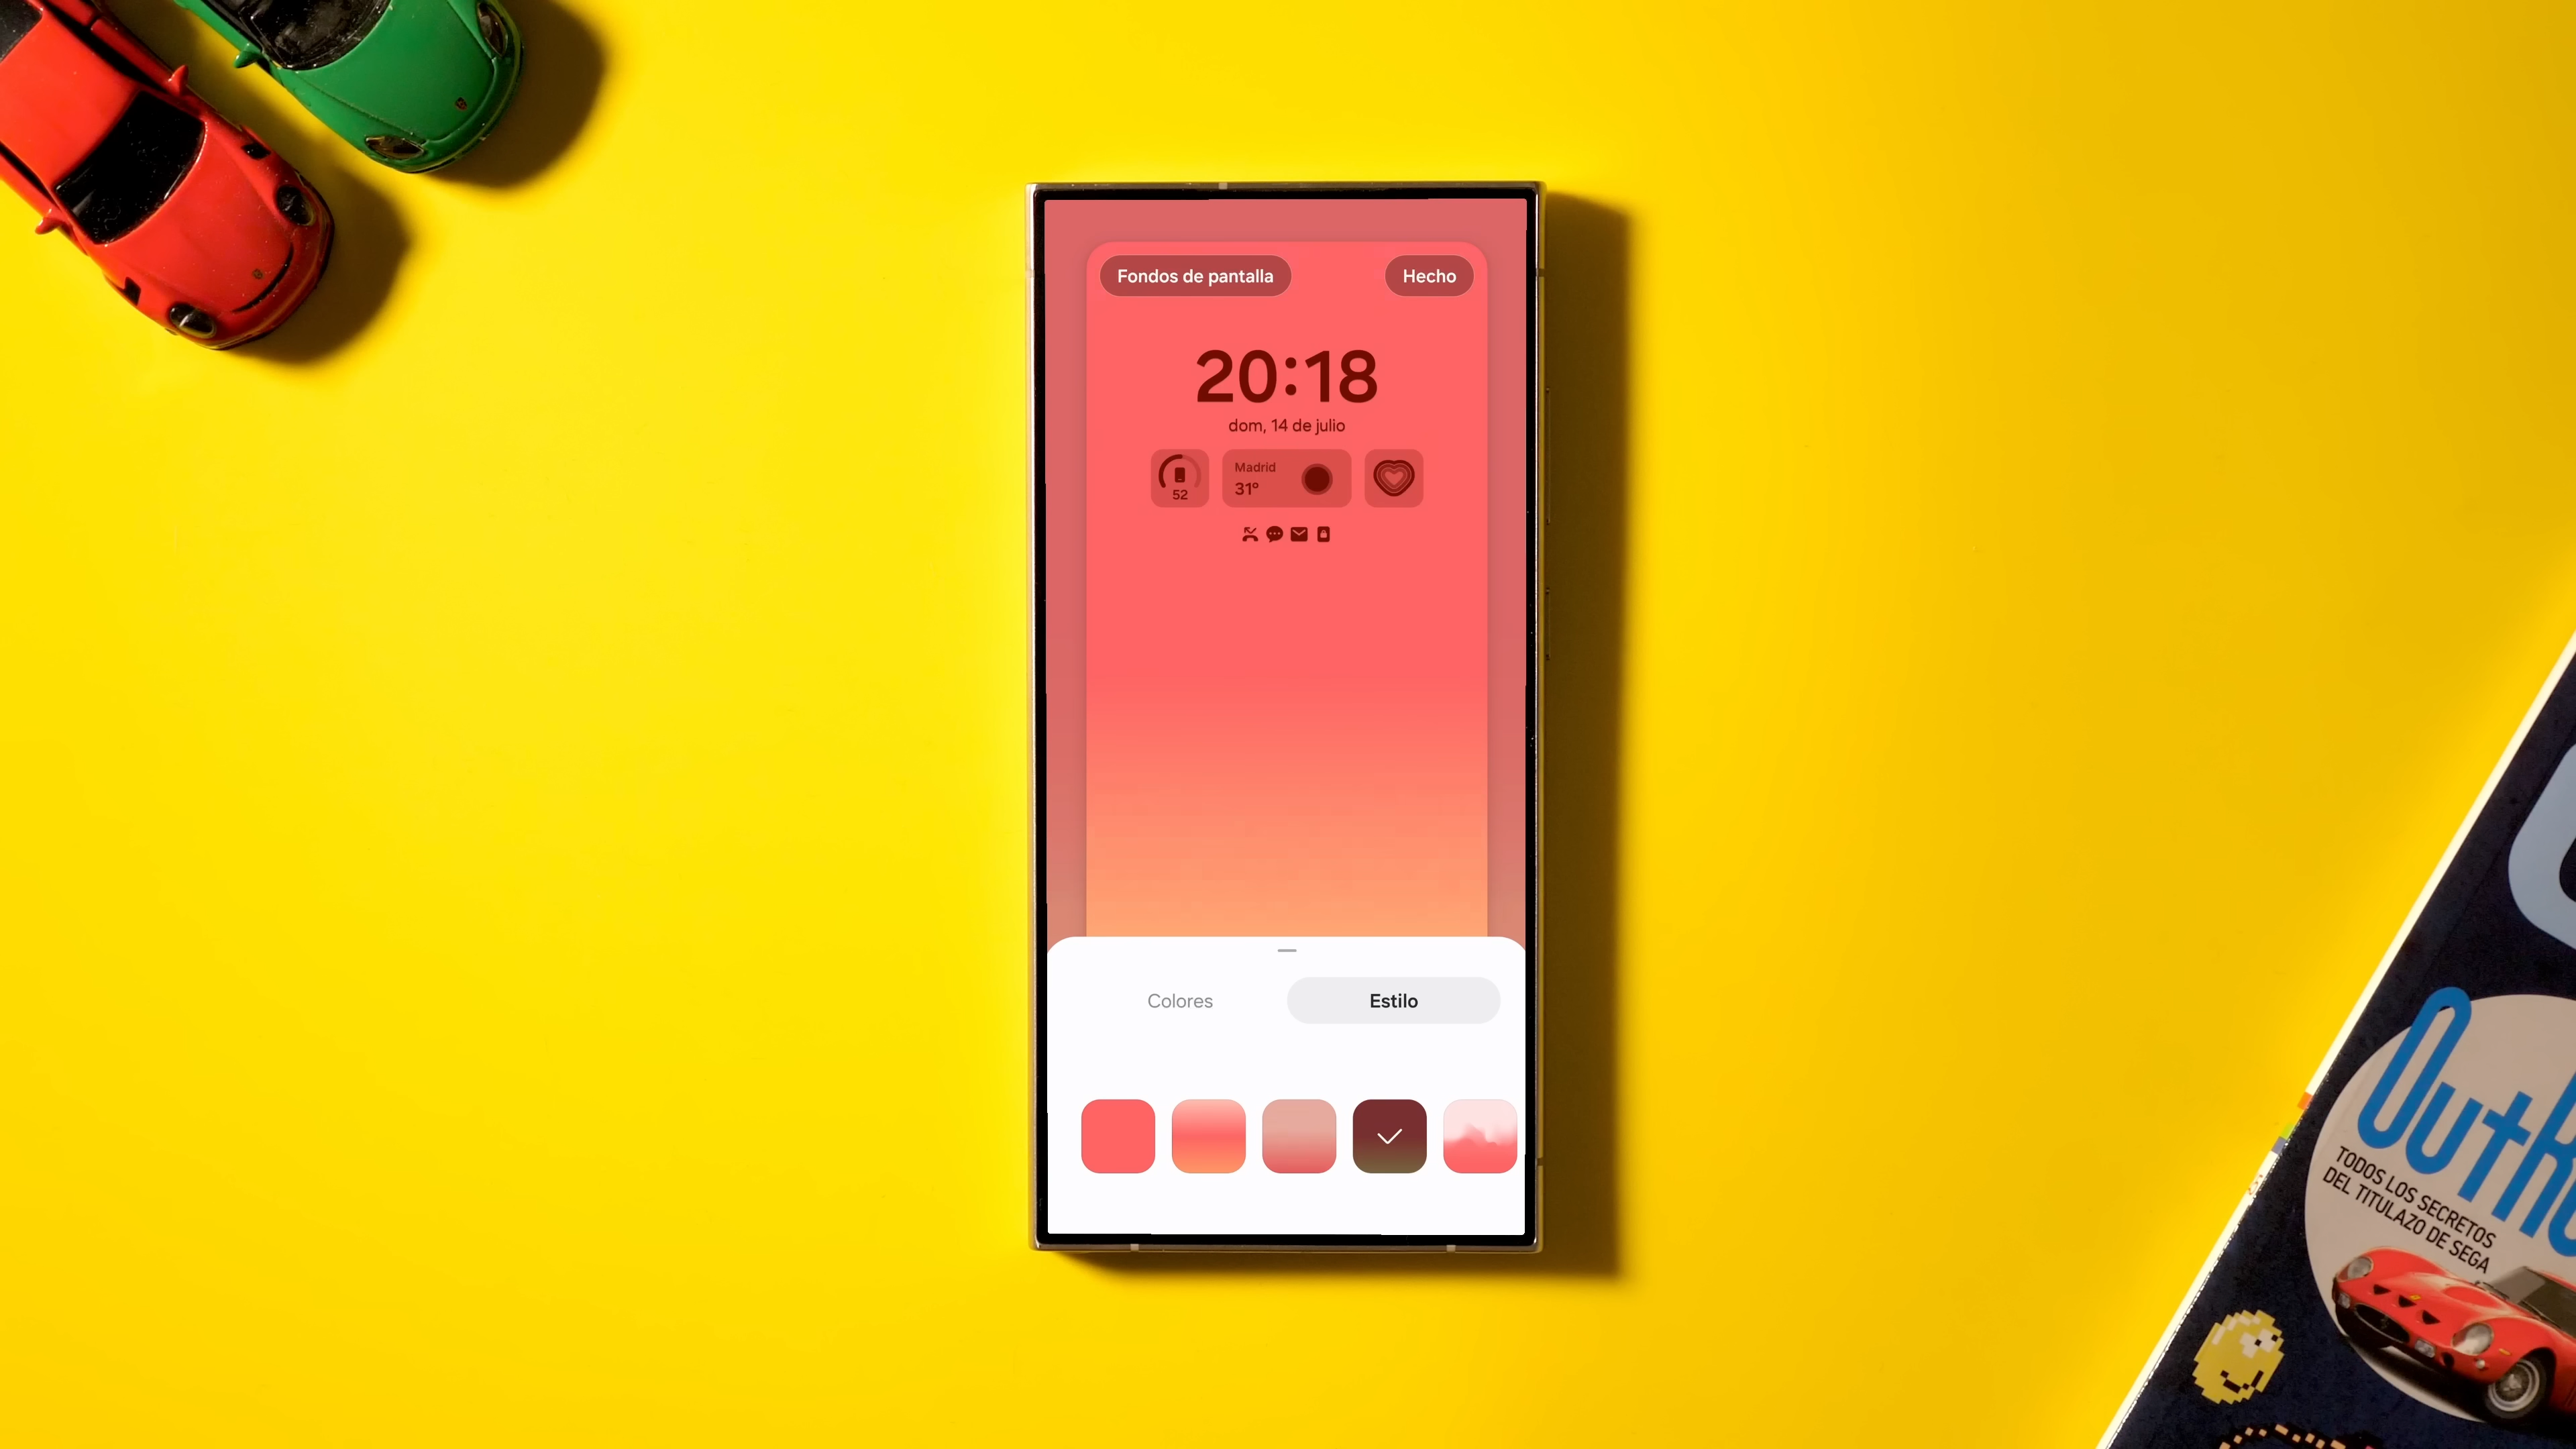 Fondos de pantalla
Hecho
20:18
dom, 14 de julio
52
Madrid
31°
Colores
Estilo
TODOS LOS SECRETOS
DEL TITULAZO DE SEGA